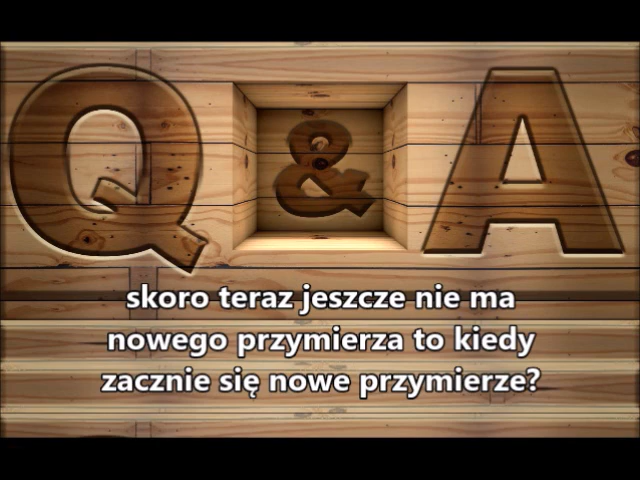 Q & A
skoro teraz jeszcze nie ma
nowego przymierza to kiedy
zacznie się nowe przymierze?